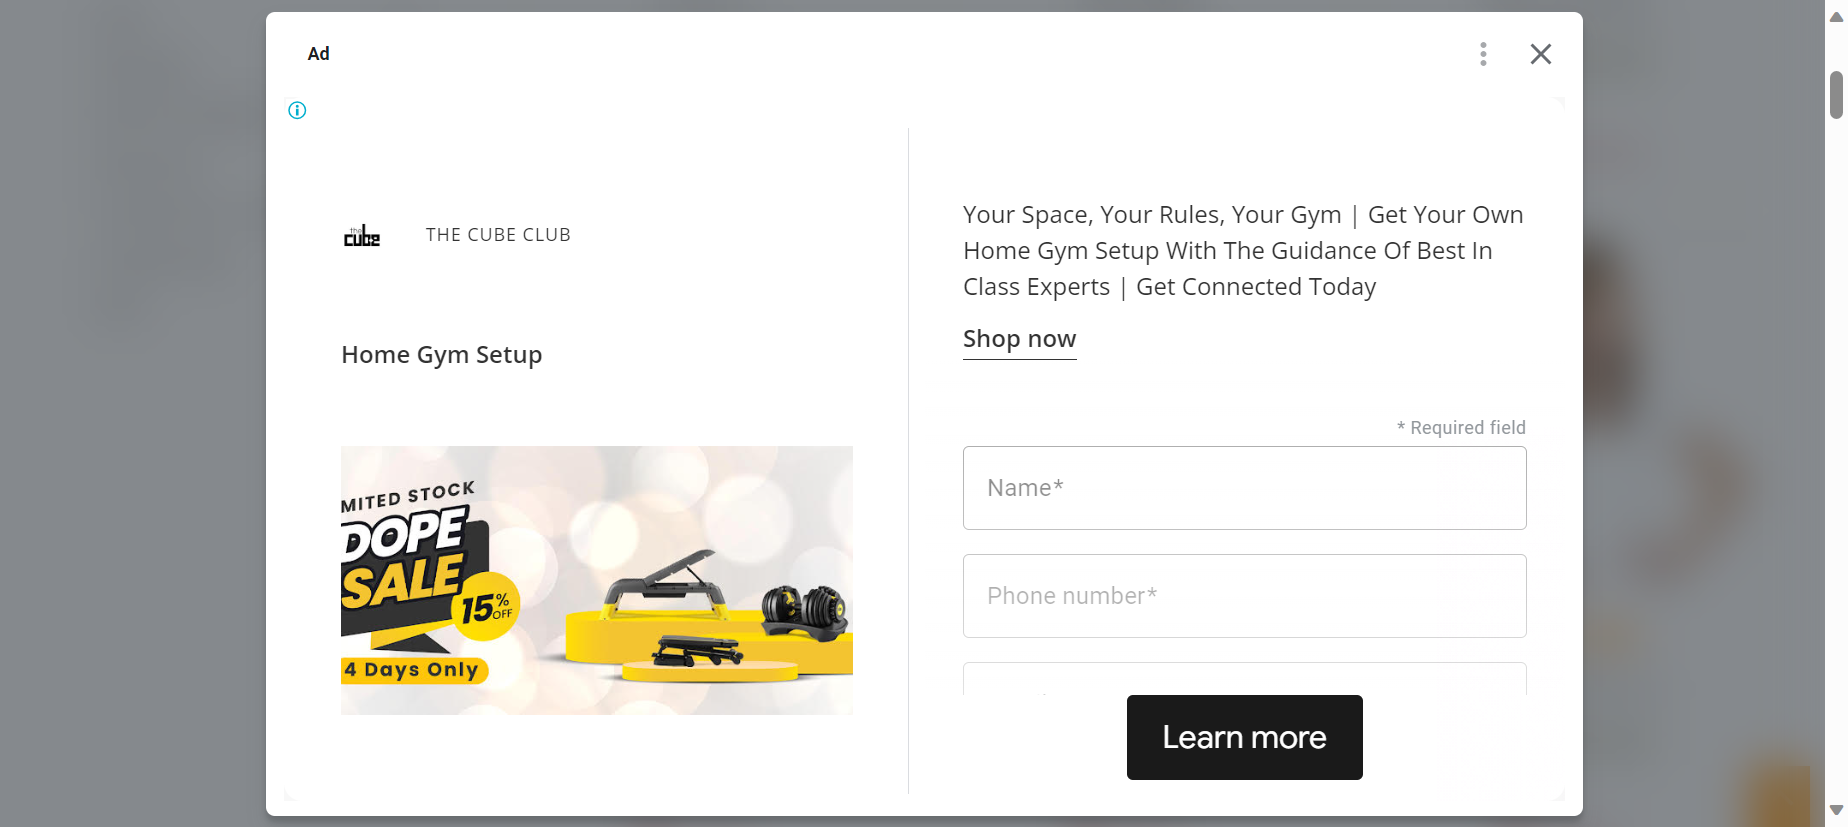 Ad
the
cube
THE CUBE CLUB
Home Gym Setup
MITED STOCK
DOPE
SALE
15%
OFF
4 Days Only
Your Space, Your Rules, Your Gym | Get Your Own
Home Gym Setup With The Guidance Of Best In
Class Experts | Get Connected Today
Shop now
* Required field
Name*
Phone number*
Learn more